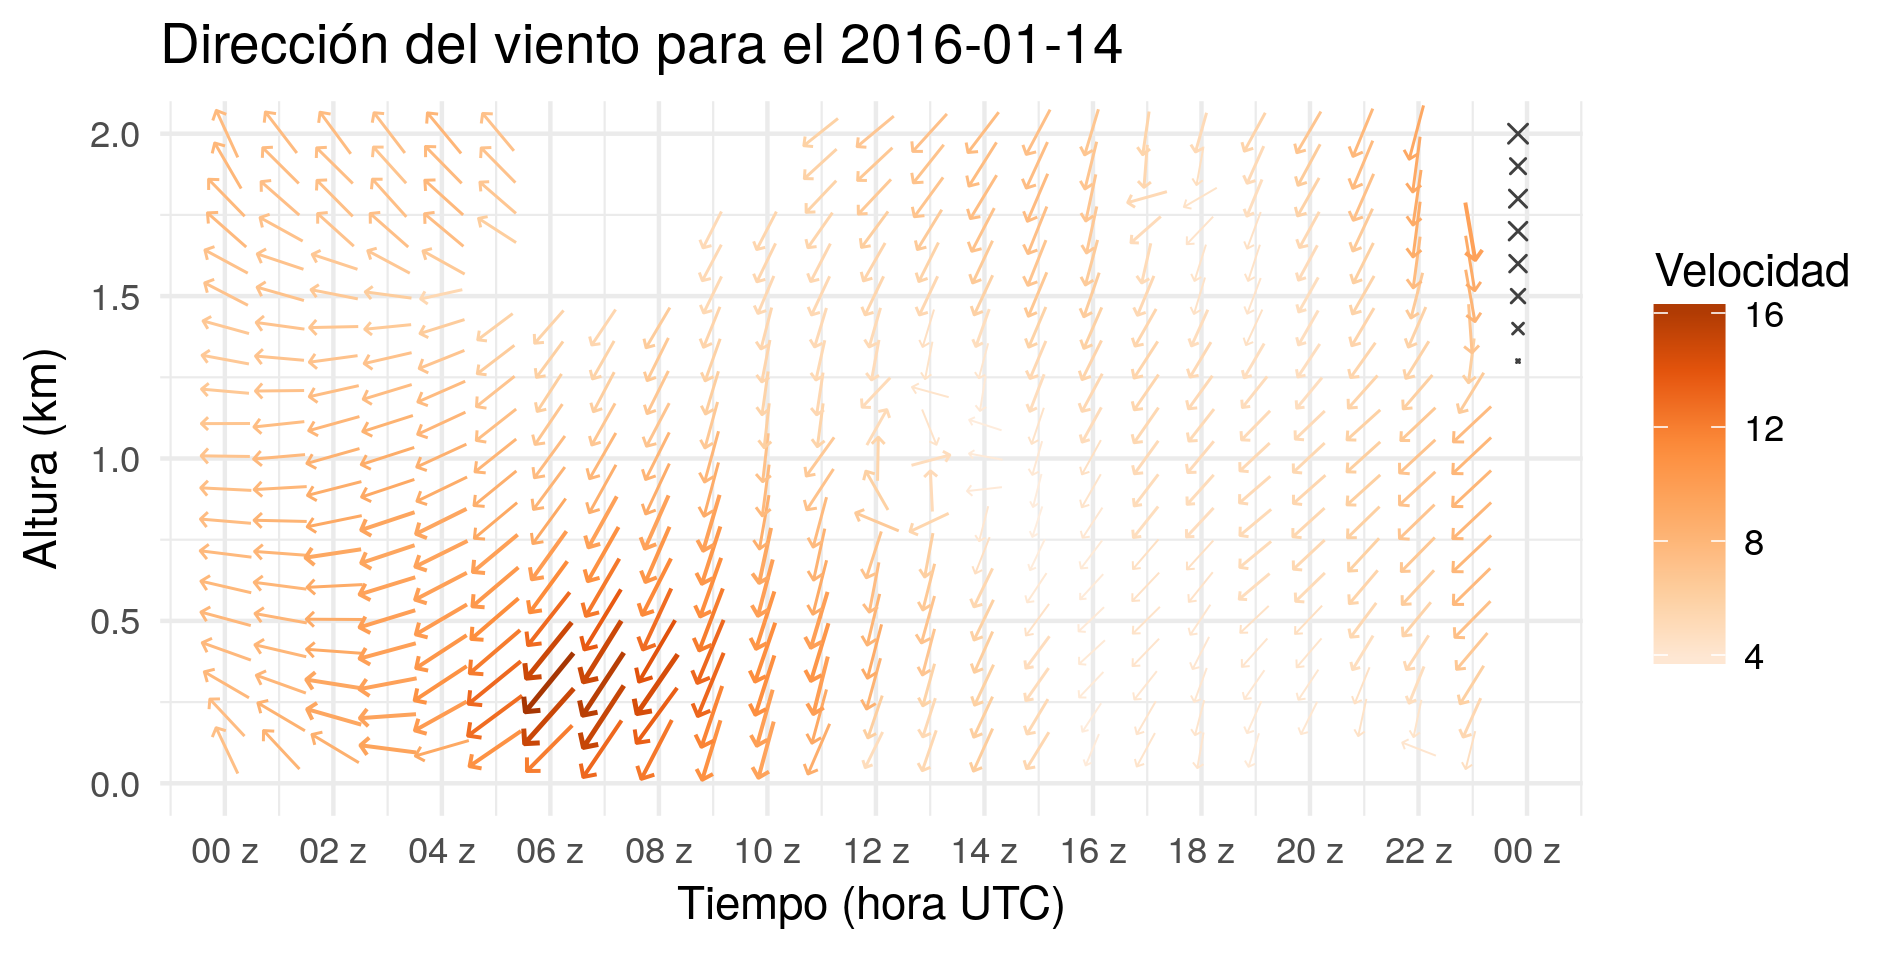 Dirección del viento para el 2016-01-14
Altura (km)
2.0
1.5
1.0
0.5
0.0
00 z 02 z 04 z 06 z 08 z 10 z 12 z 14 z 16 z 18 z 20 z 22 z 00 z
Tiempo (hora UTC)
Velocidad
16
12
8
4